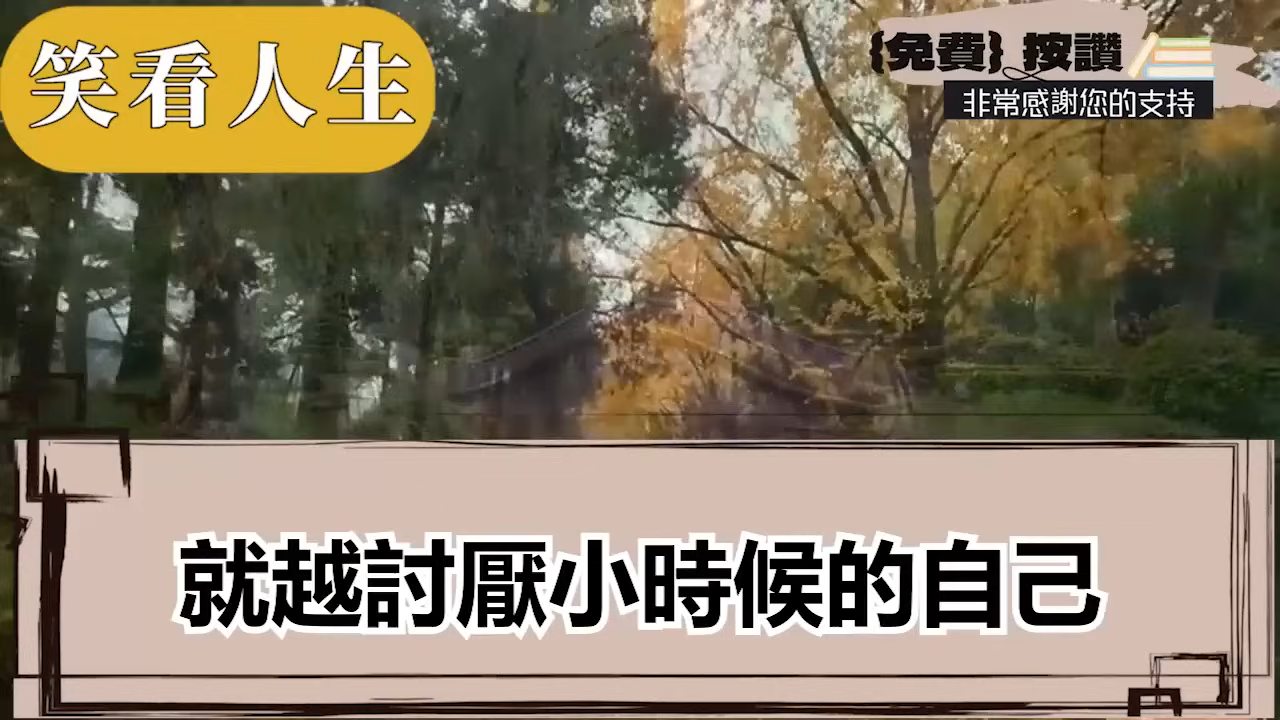 笑看人生
{免費} 按讚
非常感謝您的支持
就越討厭小時候的自己